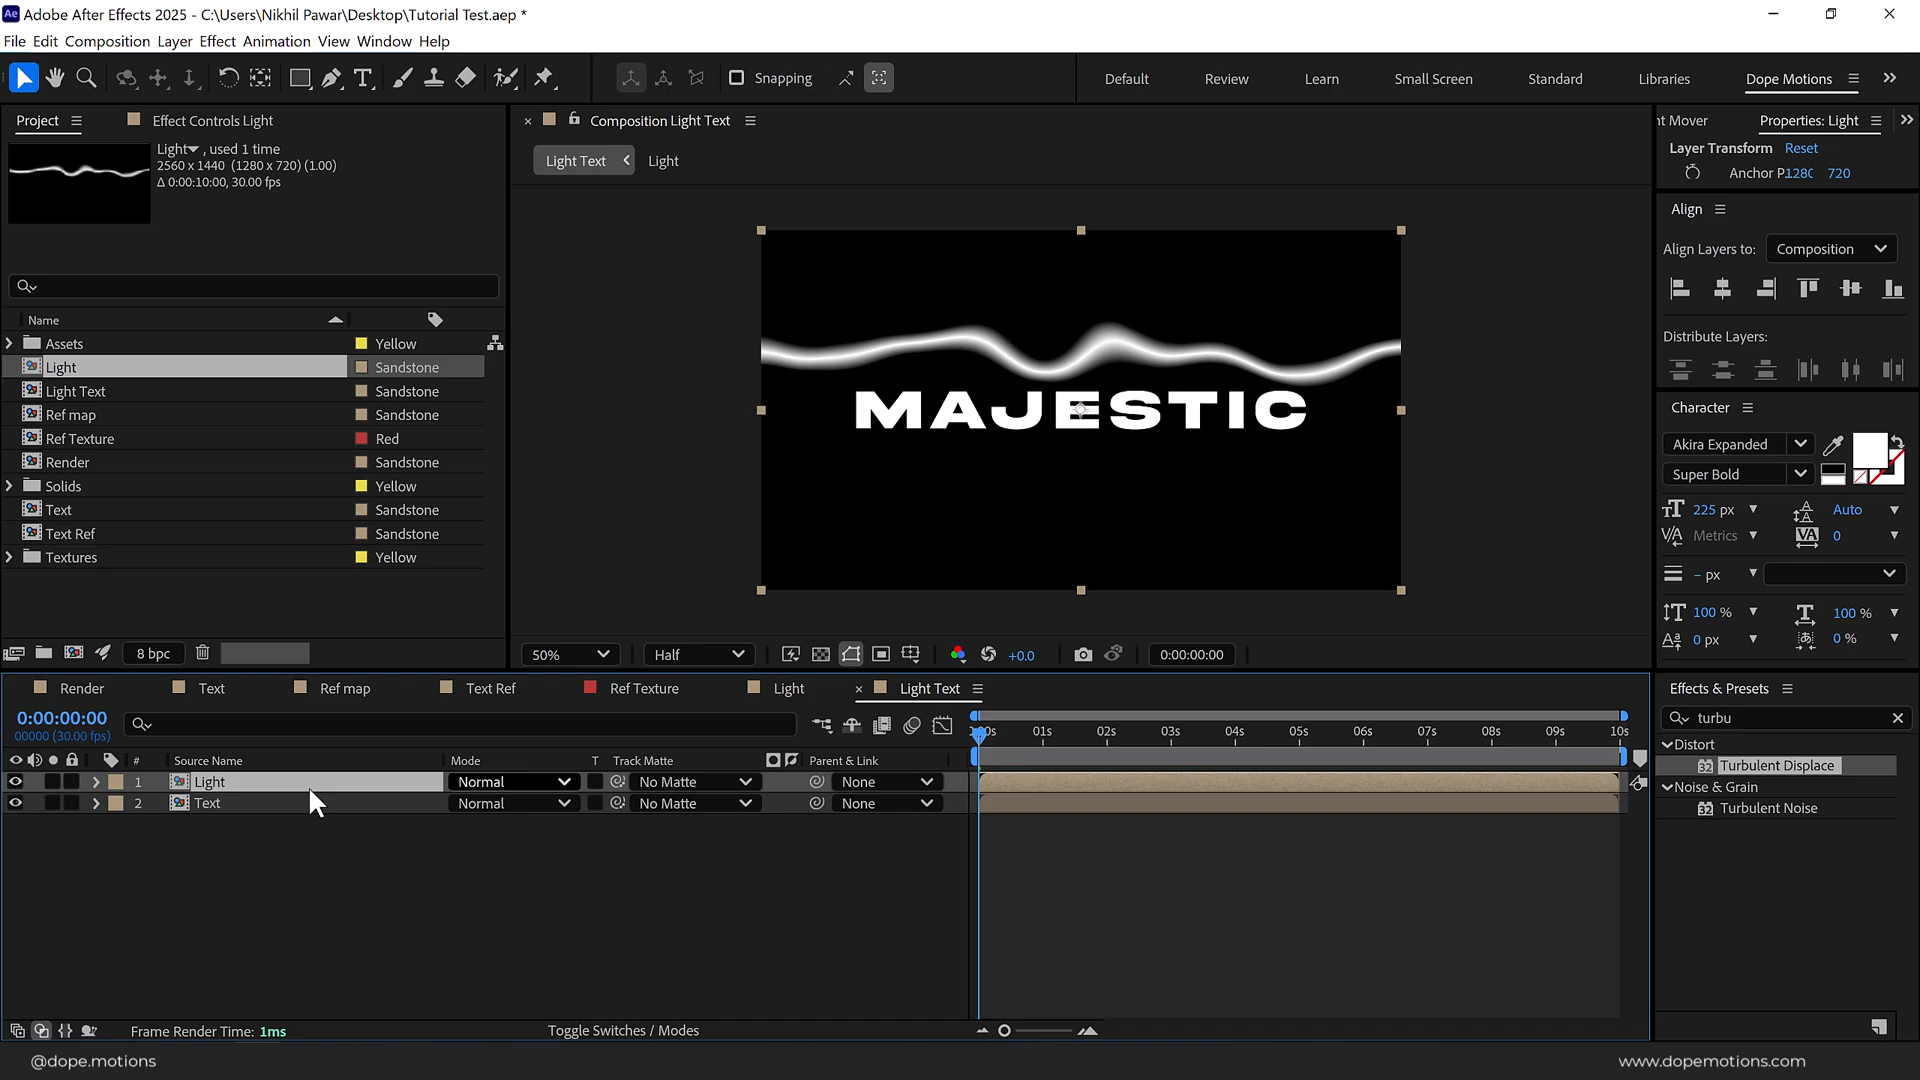 Adobe After Effects 2025 - C:\Users\Nikhil Pawar\Desktop\Tutorial Test.aep *
File Edit Composition Layer Effect Animation View Window Help
Snapping
Default Review Learn Small Screen Standard Libraries Dope Motions
Project Effect Controls Light
Light , used 1 time
2560 x 1440 (1280 x 720) (1.00)
Δ 0:00:10:00, 30.00 fps
Name
Assets Yellow
Light Sandstone
Light Text Sandstone
Ref map Sandstone
Ref Texture Red
Render Sandstone
Solids Yellow
Text Sandstone
Text Ref Sandstone
Textures Yellow
8 bpc
Composition Light Text
Light Text Light
MAJESTIC
50% Half +0.0 0:00:00:00
nt Mover Properties: Light
Layer Transform Reset
Anchor P 1280 720
Align
Align Layers to: Composition
Distribute Layers:
Character
Akira Expanded
Super Bold
225 px Auto
Metrics 0
- px
100 % 100 %
0 px 0 %
Render Text Ref map Text Ref Ref Texture Light Light Text
0:00:00:00
00000 (30.00 fps)
01s 02s 03s 04s 05s 06s 07s 08s 09s 10s
# Source Name Mode T Track Matte Parent & Link
1 Light Normal No Matte None
2 Text Normal No Matte None
Frame Render Time: 1ms
Toggle Switches / Modes
Effects & Presets
turbu
Distort
32 Turbulent Displace
Noise & Grain
32 Turbulent Noise
@dope.motions
www.dopemotions.com